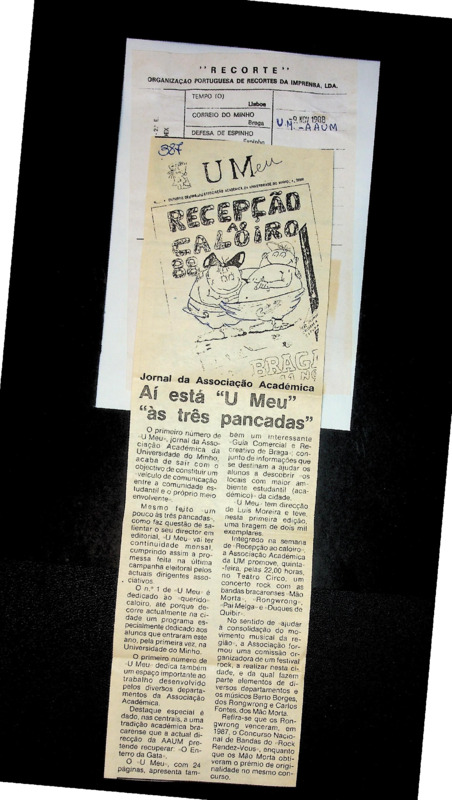 "RECORTE"
ORGANIZAÇÃO PORTUGUESA DE RECORTES DA IMPRENSA, LDA.
TEMPO (O)
Lisboa
CORREIO DO MINHO
Braga
DEFESA DE ESPINHO
Espinho
NOV 1988
U.M.-AAUM
387
U Meu
RECEPÇÃO
AO
CALOIRO
88
BRAGA
Jornal da Associação Académica
Aí está "U Meu"
"às três pancadas"
O primeiro número de
«U Meu», jornal da Asso-
ciação Académica da
Universidade do Minho,
acaba de sair com o
objectivo de constituir um
«veículo de comunicação
entre a comunidade es-
tudantil e o próprio meio
envolvente».
Mesmo feito «um
pouco às três pancadas»
como faz questão de sa-
lientar o seu director em
editorial, «U Meu» vai ter
continuidade mensal,
cumprindo assim a pro-
messa feita na última
campanha eleitoral pelos
actuais dirigentes asso-
ciativos.
O n.º 1 de «U Meu» é
dedicado ao «querido»
caloiro, até porque de-
corre actualmente na ci-
dade um programa es-
pecialmente dedicado aos
alunos que entraram este
ano, pela primeira vez, na
Universidade do Minho.
O primeiro número de
«U Meu» dedica também
um espaço importante ao
trabalho desenvolvido
pelos diversos departa-
mentos da Associação
Académica.
Destaque especial é
dado, nas centrais, a uma
tradição académica bra-
carense que a actual di-
recção da AAUM pre-
tende recuperar: «O En-
terro da Gata».
O «U Meu», com 24
páginas, apresenta tam-
bém um interessante
«Guia Comercial e Re-
creativo de Braga», con-
junto de informações que
se destinam a ajudar os
alunos a descobrir «os
locais com maior am-
biente estudantil (aca-
démico)» da cidade.
«U Meu» tem direcção
de Luís Moreira e teve,
nesta primeira edição,
uma tiragem de dois mil
exemplares.
Integrado na semana
de «Recepção ao caloiro»,
a Associação Académica
da UM promove, quinta-
-feira, pelas 22,00 horas,
no Teatro Circo, um
concerto rock com as
bandas bracarenses «Mão
Morta», «Rongwrong»,
«Pai Melga» e «Duques de
Quibir».
No sentido de «ajudar
à consolidação do mo-
vimento musical da re-
gião», a Associação for-
mou uma comissão or-
ganizadora de um festival
rock, a realizar nesta ci-
dade, e da qual fazem
parte elementos de di-
versos departamentos e
os músicos Berto Borges,
dos Rongwrong e Carlos
Fontes, dos Mão Morta.
Refira-se que os Ron-
gwrong venceram, em
1987, o Concurso Nacio-
nal de Bandas do «Rock
Rendez-Vous», enquanto
que os Mão Morta obti-
veram o prémio de origi-
nalidade no mesmo con-
curso.